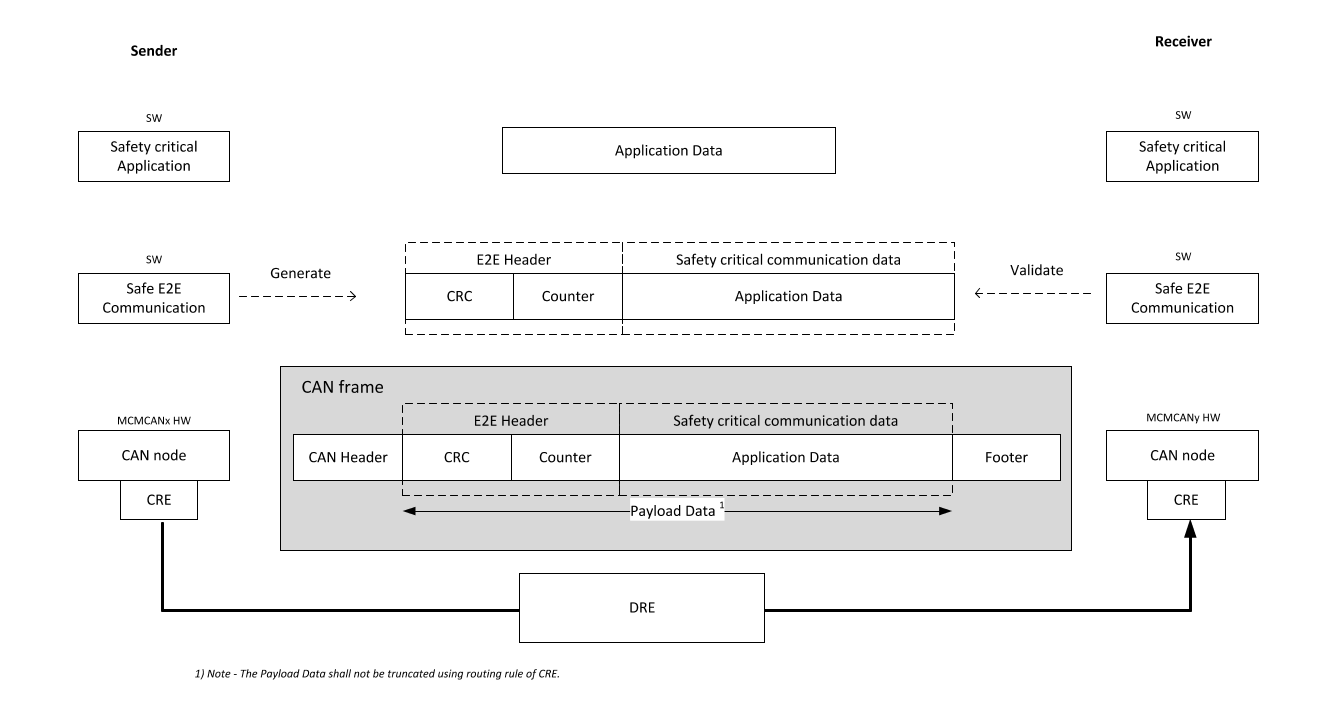 Sender
Receiver
SW
SW
Safety critical
Application
Application Data
Safety critical
Application
SW
SW
E2E Header
Safety critical communication data
Generate
Validate
Safe E2E
Communication
CRC
Counter
Application Data
Safe E2E
Communication
CAN frame
MCMCANx HW
E2E Header
Safety critical communication data
MCMCANy HW
CAN node
CAN Header
CRC
Counter
Application Data
Footer
CAN node
CRE
Payload Data 1
CRE
DRE
1) Note - The Payload Data shall not be truncated using routing rule of CRE.